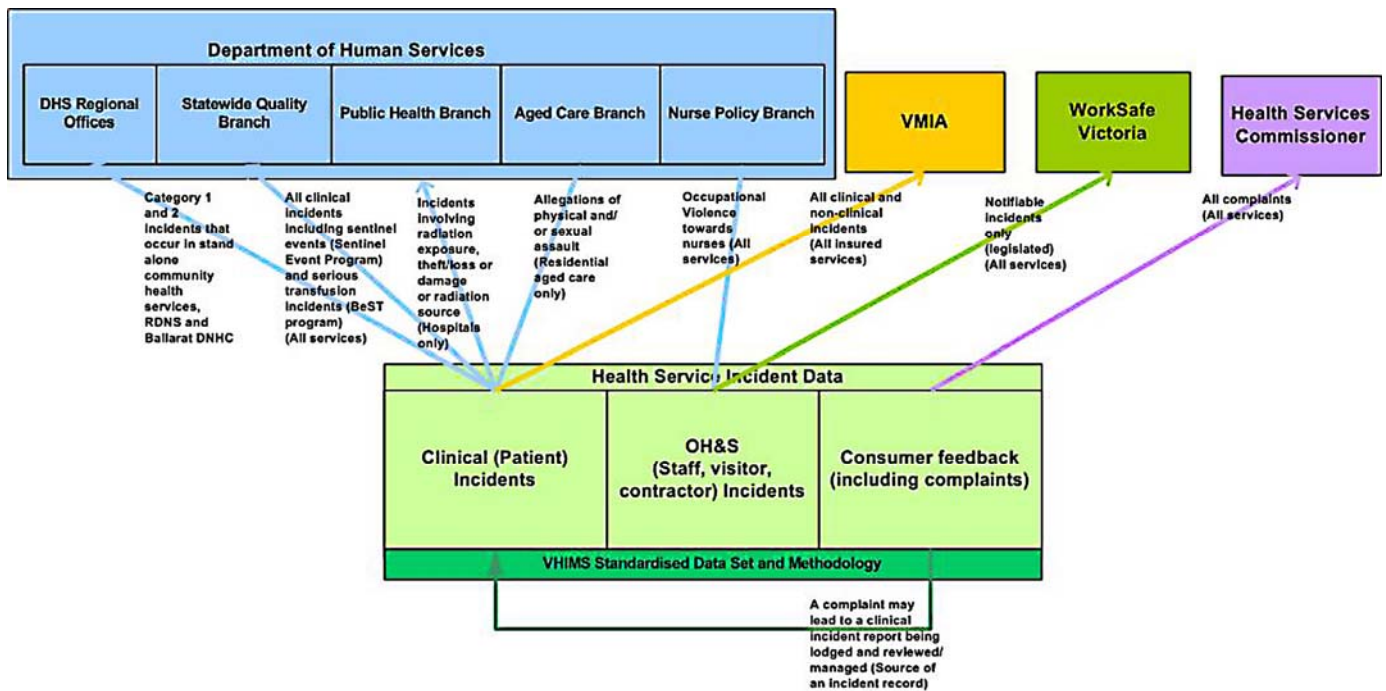 Department of Human Services
DHS Regional
Offices
Statewide Quality
Branch
Public Health Branch
Aged Care Branch
Nurse Policy Branch
VMIA
WorkSafe
Victoria
Health Services
Commissioner
Category 1
and 2
Incidents that
occur in stand
alone
community
health
services,
RDNS and
Ballarat DNHC
All clinical
incidents
including sentinel
events (Sentinel
Event Program)
and serious
transfusion
Incidents (BeST
program)
(All services)
Incidents
involving
radiation
exposure,
theft/loss or
damage
or radiation
source
(Hospitals
only)
Allegations of
physical and/
or sexual
assault
(Residential
aged care
only)
Occupational
Violence
towards
nurses (All
services)
All clinical and
non-clinical
Incidents
(All insured
services)
Notifiable
incidents
only
(legislated)
(All services)
All complaints
(All services)
Health Service Incident Data
Clinical (Patient)
Incidents
OH&S
(Staff, visitor,
contractor) Incidents
Consumer feedback
(including complaints)
VHIMS Standardised Data Set and Methodology
A complaint may
lead to a clinical
incident report being
lodged and reviewed/
managed (Source of
an incident record)